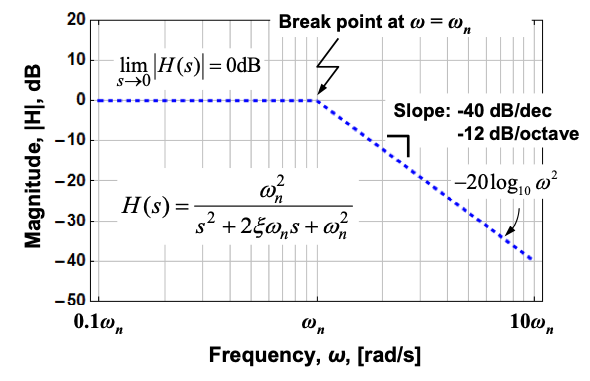 Break point at ω = ωₙ
lim |H(s)| = 0dB
s→0
Slope: -40 dB/dec
-12 dB/octave
−20log₁₀ ω²
H(s) = ωₙ² / (s² + 2ξωₙs + ωₙ²)
Magnitude, |H|, dB
20
10
0
−10
−20
−30
−40
−50
0.1ωₙ
ωₙ
10ωₙ
Frequency, ω, [rad/s]